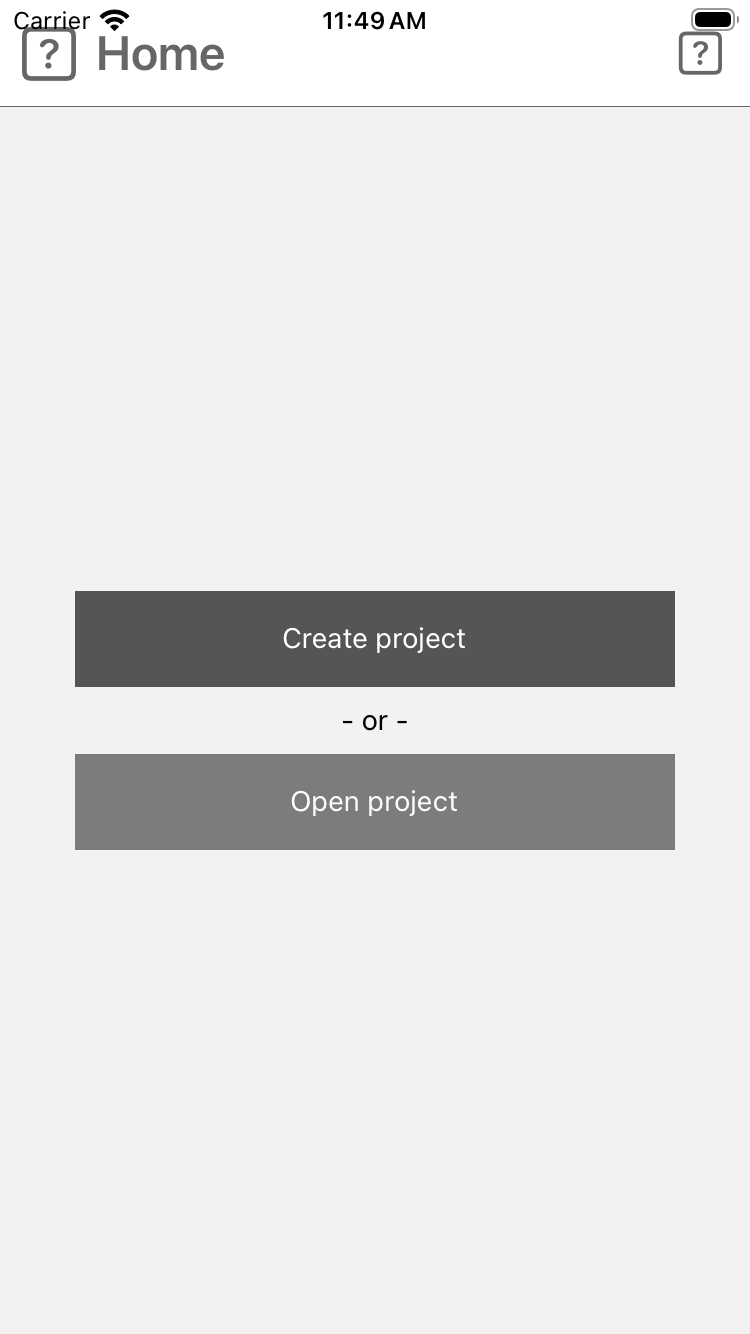 Carrier 11:49 AM
? Home ?
Create project
- or -
Open project